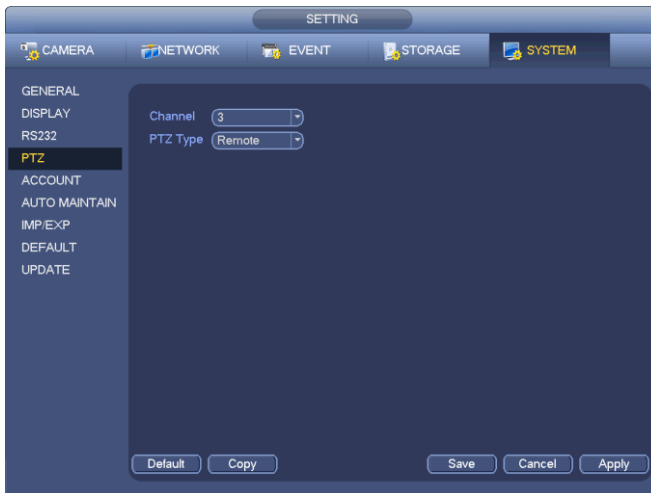 SETTING
CAMERA NETWORK EVENT STORAGE SYSTEM
GENERAL
DISPLAY
RS232
PTZ
ACCOUNT
AUTO MAINTAIN
IMP/EXP
DEFAULT
UPDATE
Channel 3
PTZ Type Remote
Default Copy Save Cancel Apply